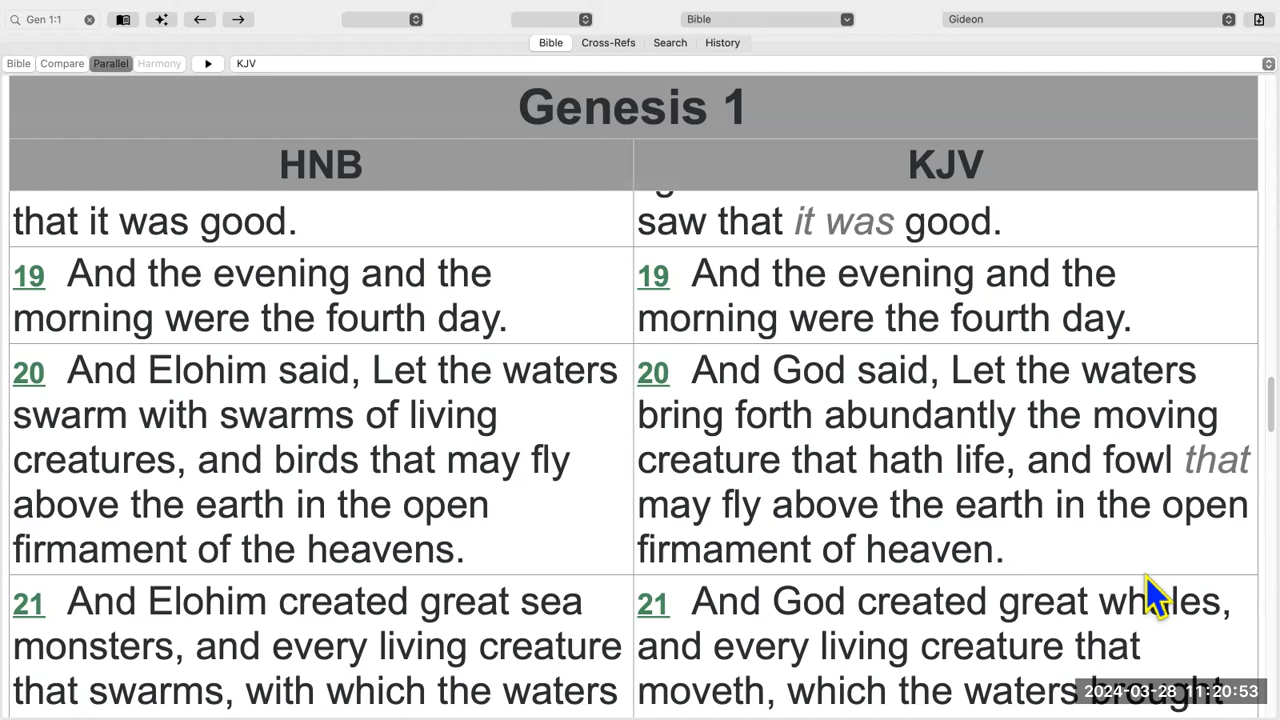 Gen 1:1
Bible
Gideon
Bible Cross-Refs Search History
Bible Compare Parallel Harmony KJV
Genesis 1
HNB
KJV
that it was good.
19 And the evening and the
morning were the fourth day.
20 And Elohim said, Let the waters
swarm with swarms of living
creatures, and birds that may fly
above the earth in the open
firmament of the heavens.
21 And Elohim created great sea
monsters, and every living creature
that swarms, with which the waters
saw that it was good.
19 And the evening and the
morning were the fourth day.
20 And God said, Let the waters
bring forth abundantly the moving
creature that hath life, and fowl that
may fly above the earth in the open
firmament of heaven.
21 And God created great whales,
and every living creature that
moveth, which the waters brought
2024-03-28 11:20:53